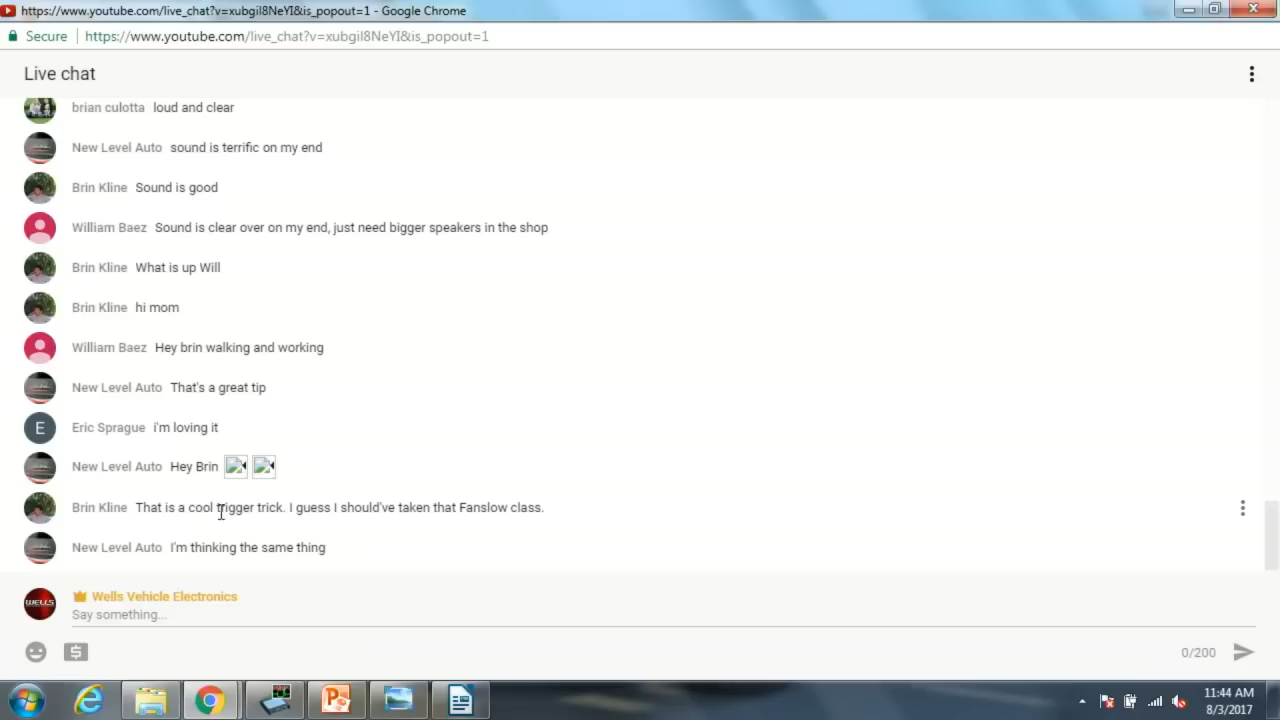 https://www.youtube.com/live_chat?v=xubgil8NeYI&is_popout=1 - Google Chrome
Secure https://www.youtube.com/live_chat?v=xubgil8NeYI&is_popout=1
Live chat
brian culotta loud and clear
New Level Auto sound is terrific on my end
Brin Kline Sound is good
William Baez Sound is clear over on my end, just need bigger speakers in the shop
Brin Kline What is up Will
Brin Kline hi mom
William Baez Hey brin walking and working
New Level Auto That's a great tip
E Eric Sprague i'm loving it
New Level Auto Hey Brin
Brin Kline That is a cool trigger trick. I guess I should've taken that Fanslow class.
New Level Auto I'm thinking the same thing
WELLS Wells Vehicle Electronics
Say something...
0/200
11:44 AM
8/3/2017